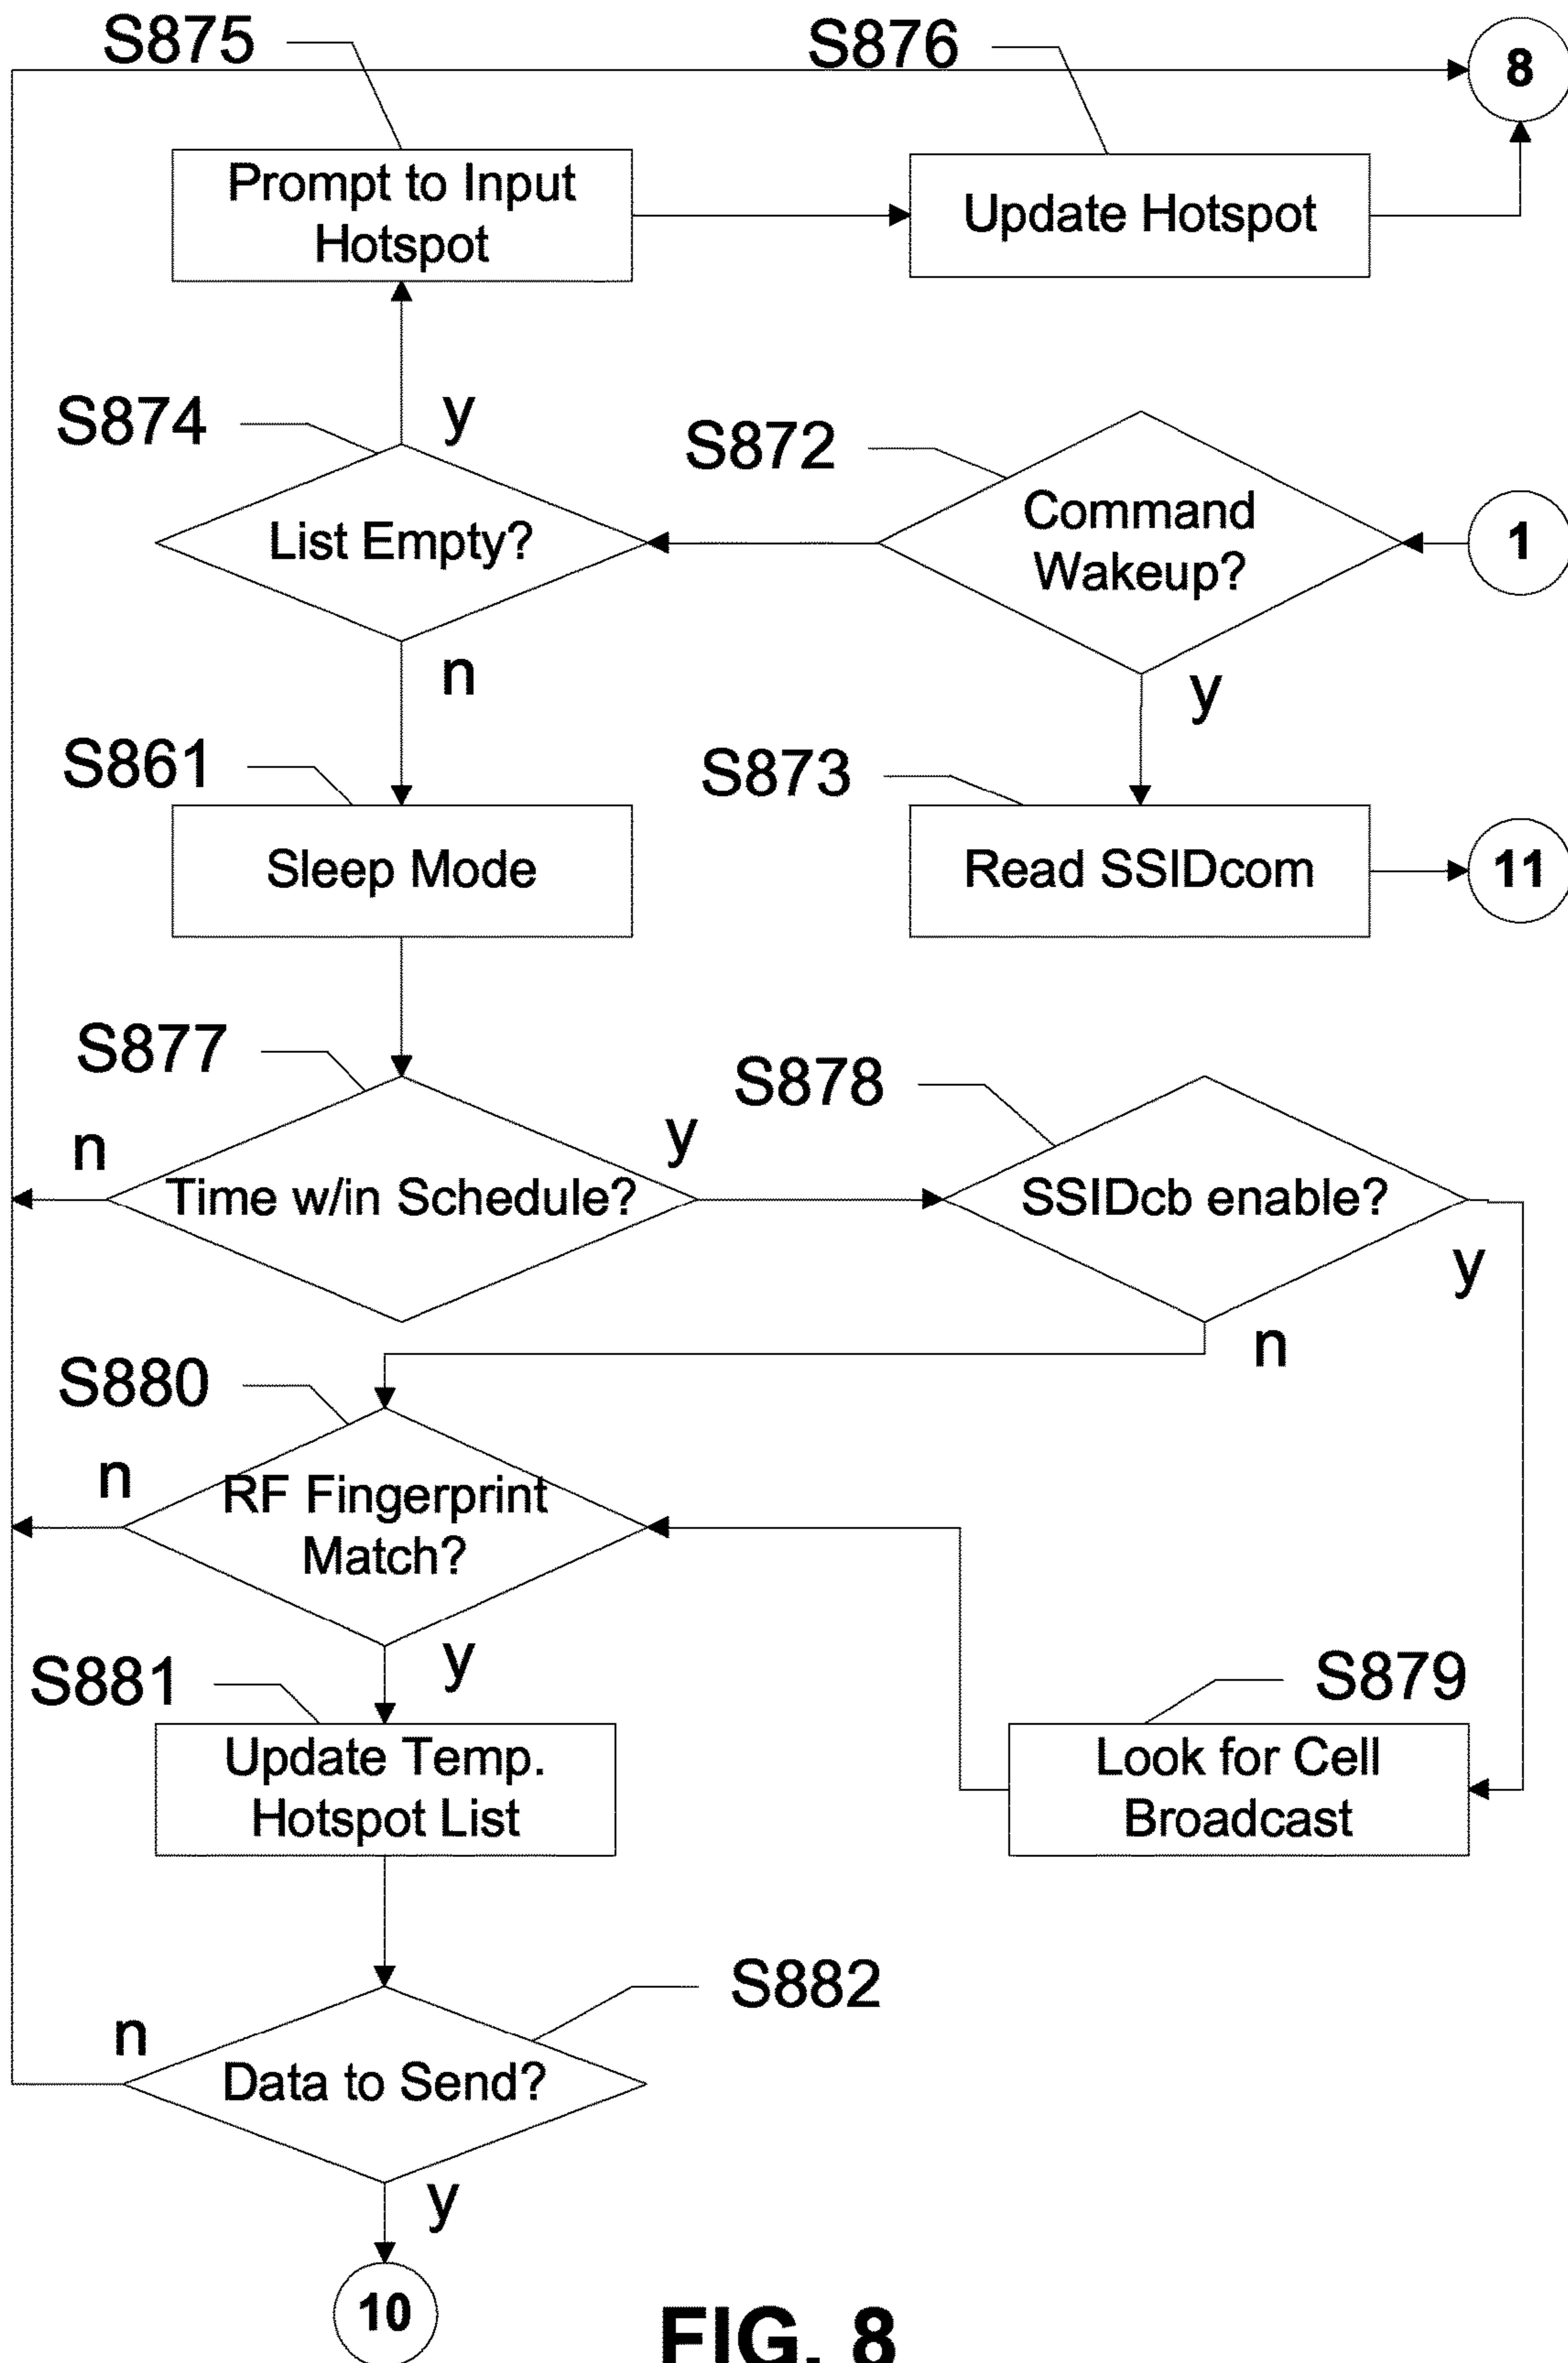 S875
S876
8
Prompt to Input
Hotspot
Update Hotspot
S874
y
S872
List Empty?
Command
Wakeup?
1
n
y
S861
S873
Sleep Mode
Read SSIDcom
11
S877
S878
n
y
Time w/in Schedule?
SSIDcb enable?
y
n
S880
n
RF Fingerprint
Match?
y
S881
S879
Update Temp.
Hotspot List
Look for Cell
Broadcast
S882
n
Data to Send?
y
10
FIG. 8